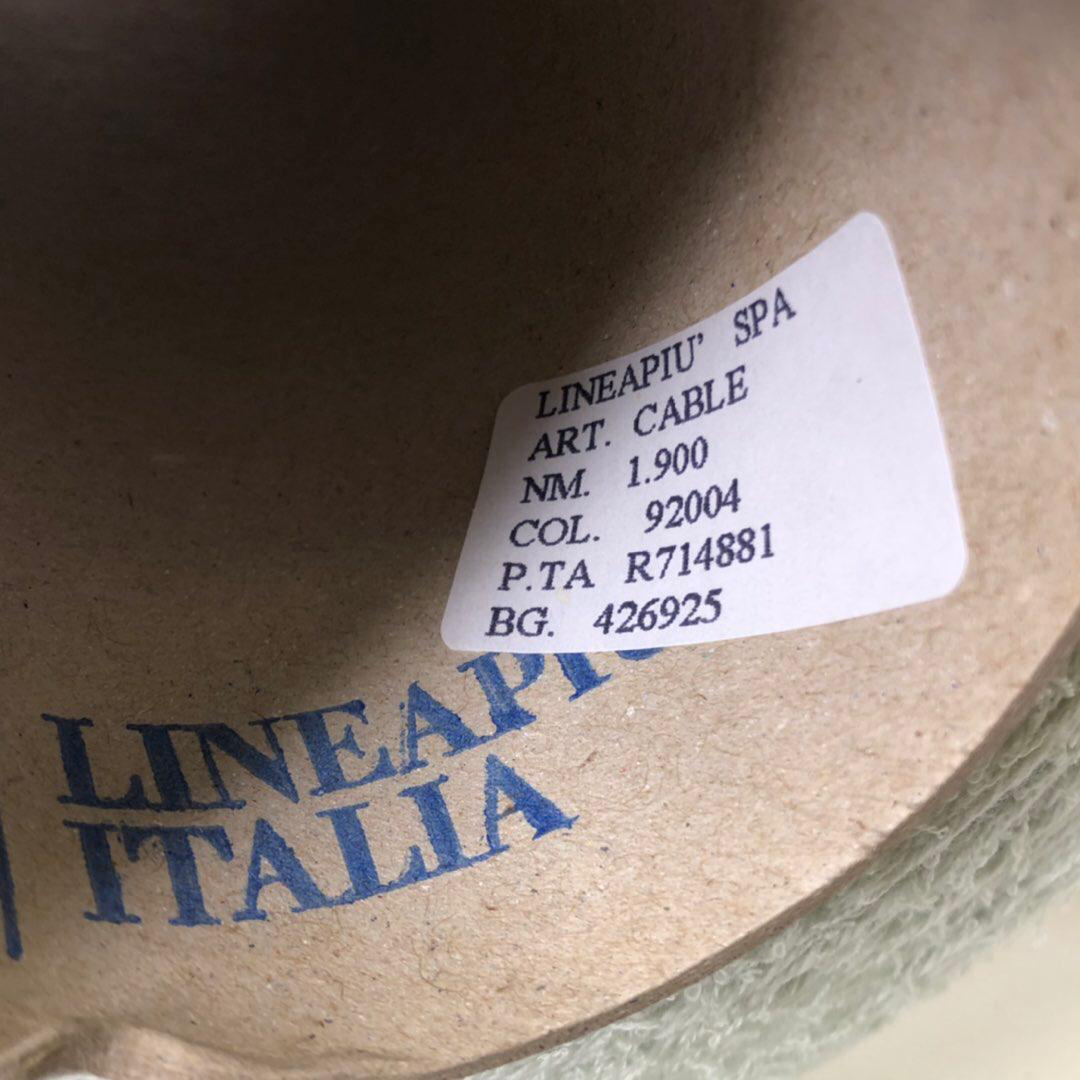 LINEAPIU' SPA
ART. CABLE
NM. 1.900
COL. 92004
P.TA R714881
BG. 426925
LINEAPIU
ITALIA